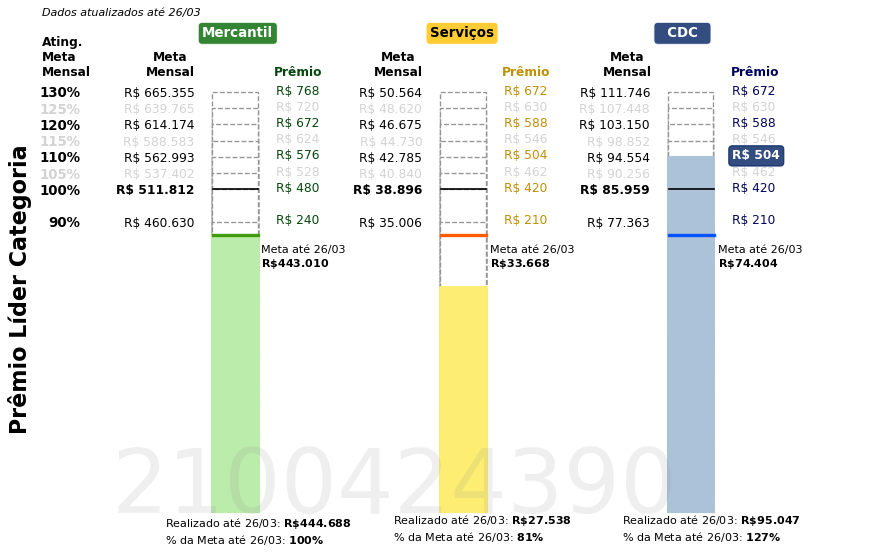 Dados atualizados até 26/03
Mercantil Serviços CDC
Ating. Meta Mensal Meta Mensal Prêmio Meta Mensal Prêmio Meta Mensal Prêmio
130% R$ 665.355 R$ 768 R$ 50.564 R$ 672 R$ 111.746 R$ 672
125% R$ 639.765 R$ 720 R$ 48.620 R$ 630 R$ 107.448 R$ 630
120% R$ 614.174 R$ 672 R$ 46.675 R$ 588 R$ 103.150 R$ 588
115% R$ 588.583 R$ 624 R$ 44.730 R$ 546 R$ 98.852 R$ 546
110% R$ 562.993 R$ 576 R$ 42.785 R$ 504 R$ 94.554 R$ 504
105% R$ 537.402 R$ 528 R$ 40.840 R$ 462 R$ 90.256 R$ 462
100% R$ 511.812 R$ 480 R$ 38.896 R$ 420 R$ 85.959 R$ 420
90% R$ 460.630 R$ 240 R$ 35.006 R$ 210 R$ 77.363 R$ 210
Meta até 26/03 Meta até 26/03 Meta até 26/03
R$443.010 R$33.668 R$74.404
Prêmio Líder Categoria
2100424390
Realizado até 26/03: R$444.688 Realizado até 26/03: R$27.538 Realizado até 26/03: R$95.047
% da Meta até 26/03: 100% % da Meta até 26/03: 81% % da Meta até 26/03: 127%